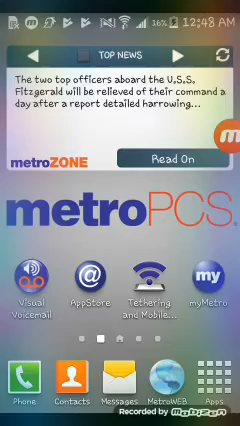 16% 12:48 AM
TOP NEWS
The two top officers aboard the U.S.S.
Fitzgerald will be relieved of their command a
day after a report detailed harrowing...
metroZONE
Read On
metroPCS.
Visual Voicemail
AppStore
Tethering and Mobile...
my
myMetro
Phone
Contacts
Messages
MetroWEB
Apps
Recorded by Mobizen